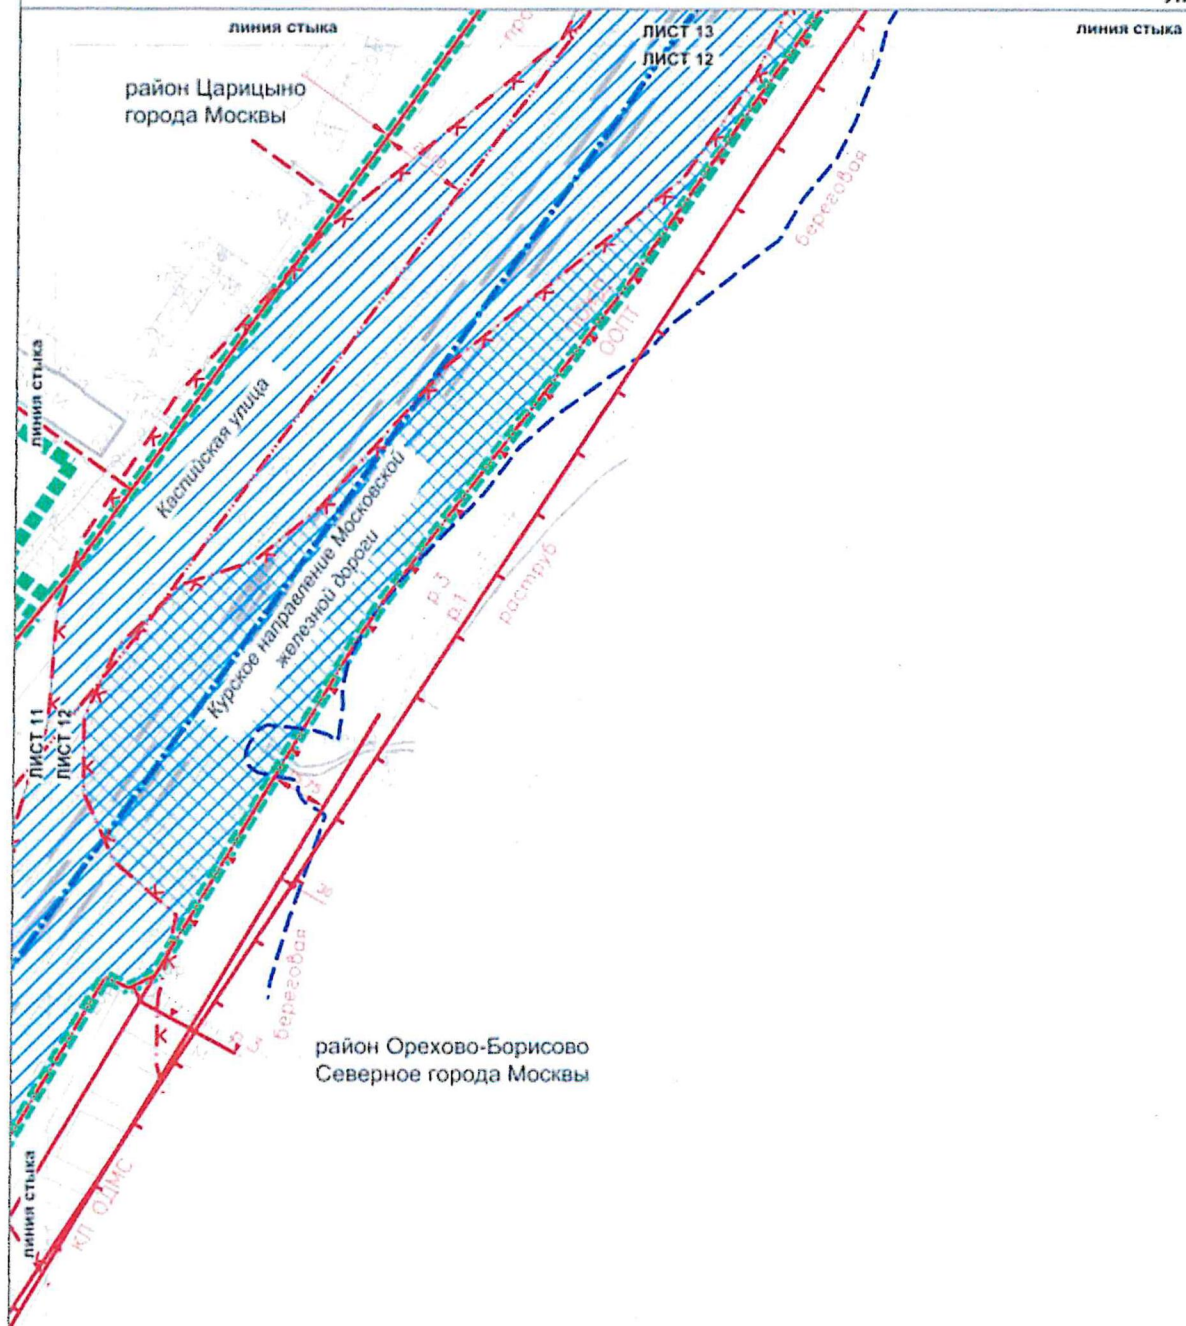 линия стыка
ЛИСТ 13
линия стыка
ЛИСТ 12
район Царицыно
города Москвы
береговая
ООПТ
линия стыка
Каспийская улица
Курское направление Московской
железной дороги
р.3
р.1
раструб
ЛИСТ 11
ЛИСТ 12
береговая
район Орехово-Борисово
Северное города Москвы
линия стыка
КЛ ОДМС